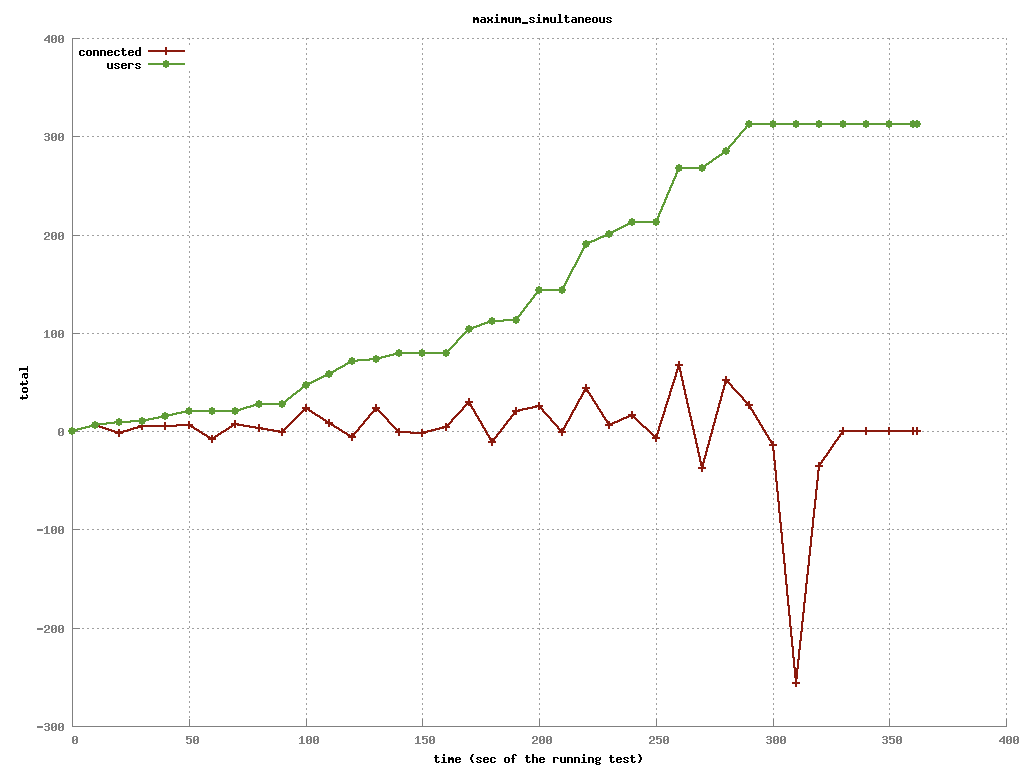 maximum_simultaneous
connected
users
400
300
200
100
0
-100
-200
-300
total
0 50 100 150 200 250 300 350 400
time (sec of the running test)